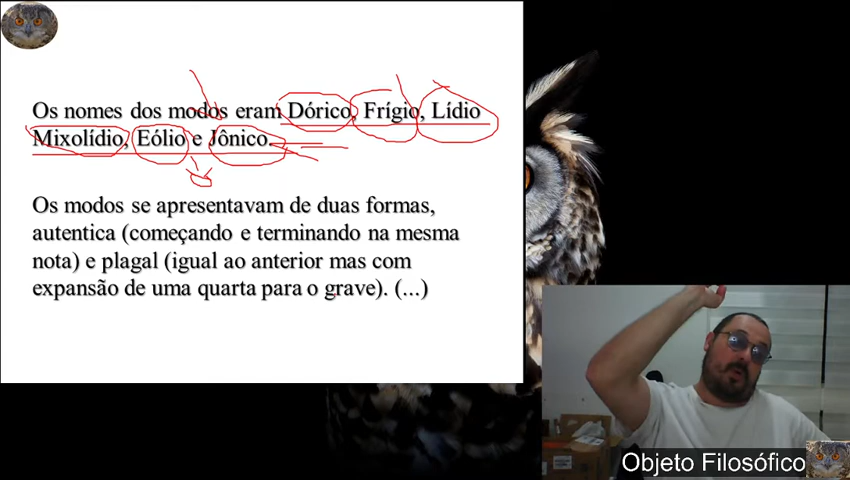 Os nomes dos modos eram Dórico, Frígio, Lídio
Mixolídio, Eólio e Jônico.
Os modos se apresentavam de duas formas,
autentica (começando e terminando na mesma
nota) e plagal (igual ao anterior mas com
expansão de uma quarta para o grave). (...)
Objeto Filosófico